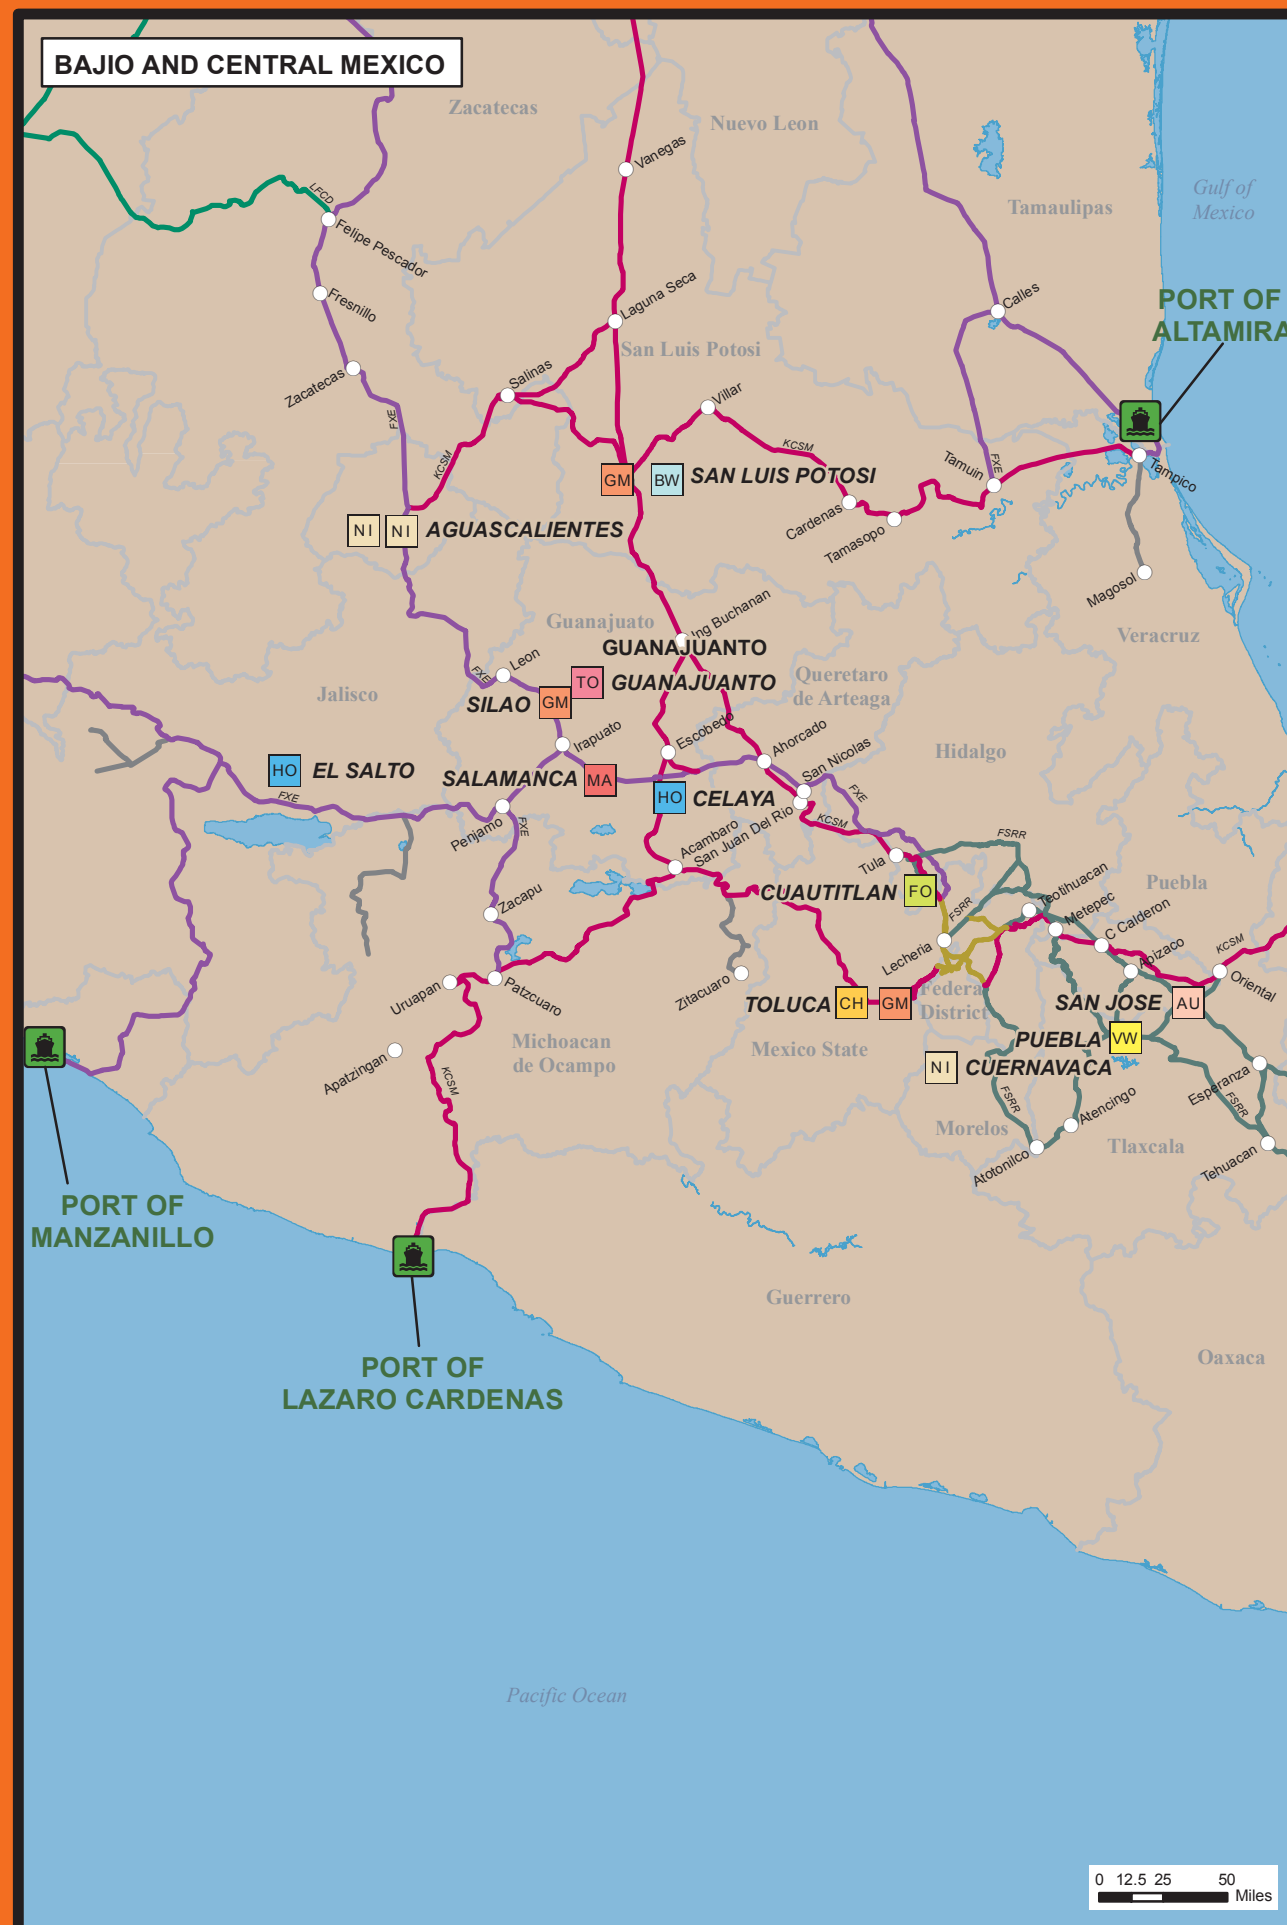 BAJIO AND CENTRAL MEXICO
Zacatecas
Nuevo Leon
Vanegas
Gulf of
Mexico
LFCD
Tamaulipas
Felipe Pescador
Fresnillo
Laguna Seca
Calles
PORT OF
ALTAMIRA
San Luis Potosi
Zacatecas
Salinas
Villar
FXE
KCSM
KCSM
Tamuin
FXE
Tampico
GM
BW
SAN LUIS POTOSI
Cardenas
Tamasopo
NI
NI
AGUASCALIENTES
Magosol
Guanajuato
Ing Buchanan
GUANAJUANTO
Veracruz
Leon
FXE
TO
GUANAJUANTO
Queretaro
de Arteaga
Jalisco
SILAO
GM
Irapuato
Escobedo
Ahorcado
Hidalgo
HO
EL SALTO
SALAMANCA
MA
San Nicolas
FXE
HO
CELAYA
FXE
Penjamo
FXE
Acambaro
San Juan Del Rio
KCSM
FSRR
Tula
CUAUTITLAN
FO
FSRR
Teotihuacan
Puebla
Zacapu
Metepec
C Calderon
Lecheria
Apizaco
KCSM
Uruapan
Patzcuaro
Zitacuaro
Oriental
TOLUCA
CH
GM
Federal
District
SAN JOSE
AU
Michoacan
de Ocampo
Mexico State
PUEBLA
VW
Apatzingan
NI
CUERNAVACA
KCSM
Esperanza
FSRR
Atencingo
FSRR
Morelos
Tlaxcala
Atotonilco
Tehuacan
PORT OF
MANZANILLO
Guerrero
PORT OF
LAZARO CARDENAS
Oaxaca
Pacific Ocean
0 12.5 25 50
Miles